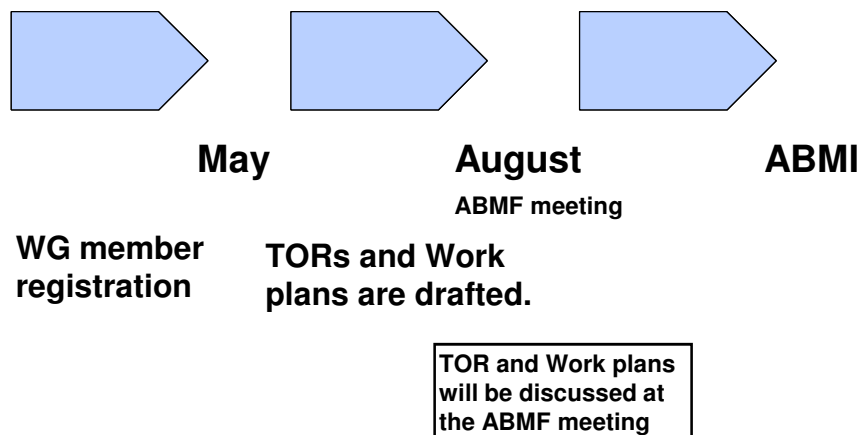 May August ABMI
ABMF meeting
WG member
registration
TORs and Work
plans are drafted.
TOR and Work plans
will be discussed at
the ABMF meeting